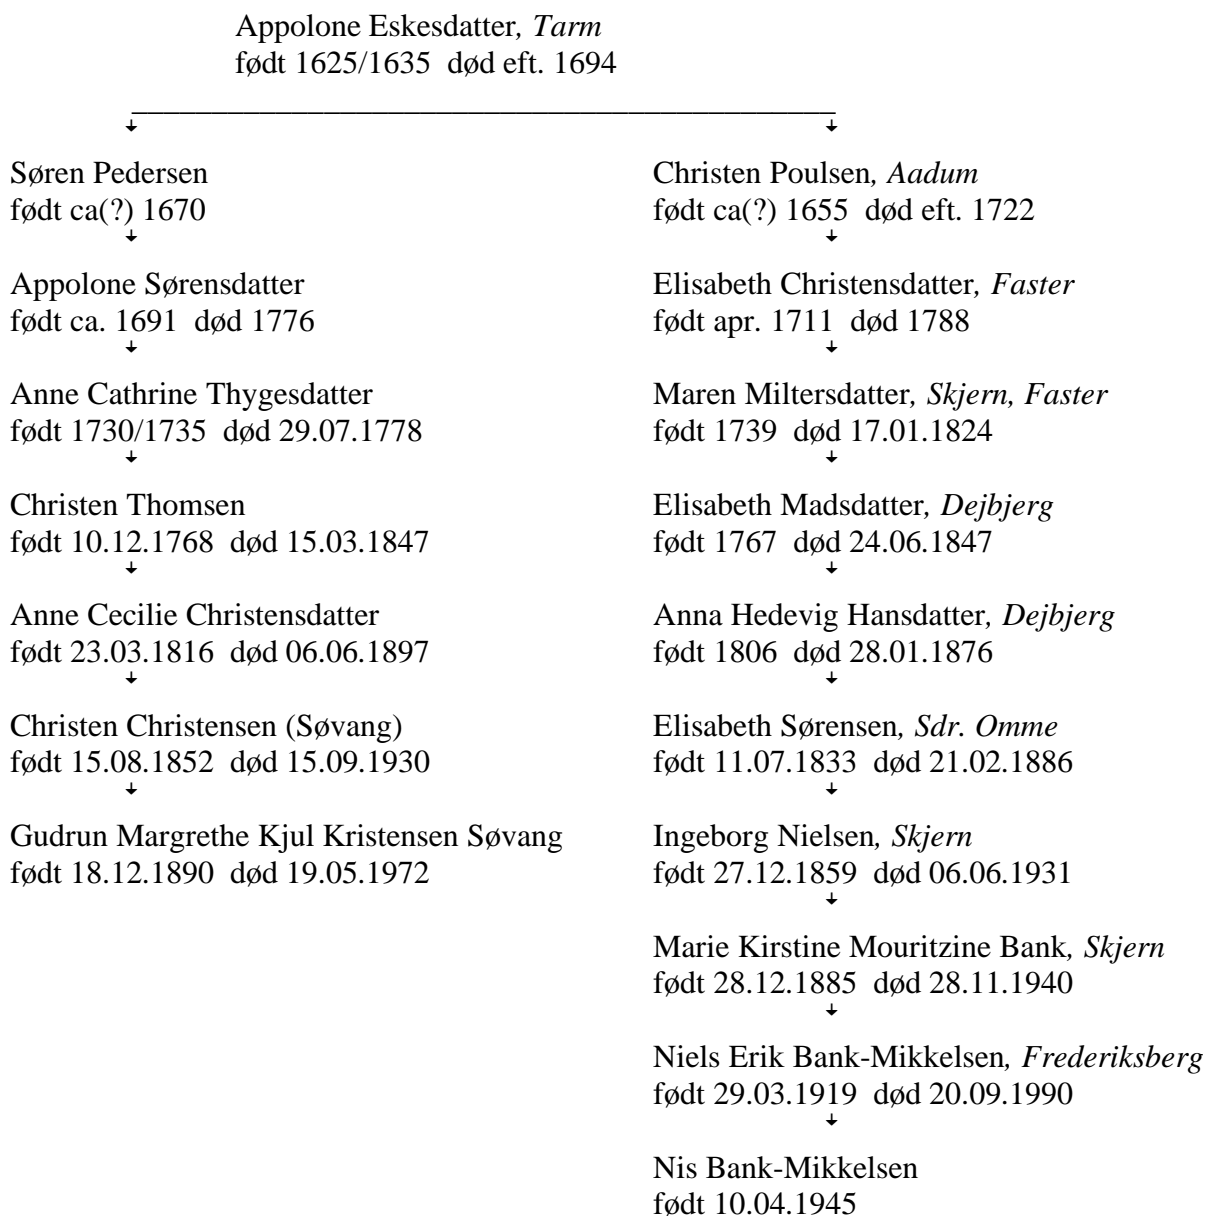 Appolone Eskesdatter, Tarm
født 1625/1635 død eft. 1694
Søren Pedersen
født ca(?) 1670
Appolone Sørensdatter
født ca. 1691 død 1776
Anne Cathrine Thygesdatter
født 1730/1735 død 29.07.1778
Christen Thomsen
født 10.12.1768 død 15.03.1847
Anne Cecilie Christensdatter
født 23.03.1816 død 06.06.1897
Christen Christensen (Søvang)
født 15.08.1852 død 15.09.1930
Gudrun Margrethe Kjul Kristensen Søvang
født 18.12.1890 død 19.05.1972
Christen Poulsen, Aadum
født ca(?) 1655 død eft. 1722
Elisabeth Christensdatter, Faster
født apr. 1711 død 1788
Maren Miltersdatter, Skjern, Faster
født 1739 død 17.01.1824
Elisabeth Madsdatter, Dejbjerg
født 1767 død 24.06.1847
Anna Hedevig Hansdatter, Dejbjerg
født 1806 død 28.01.1876
Elisabeth Sørensen, Sdr. Omme
født 11.07.1833 død 21.02.1886
Ingeborg Nielsen, Skjern
født 27.12.1859 død 06.06.1931
Marie Kirstine Mouritzine Bank, Skjern
født 28.12.1885 død 28.11.1940
Niels Erik Bank-Mikkelsen, Frederiksberg
født 29.03.1919 død 20.09.1990
Nis Bank-Mikkelsen
født 10.04.1945